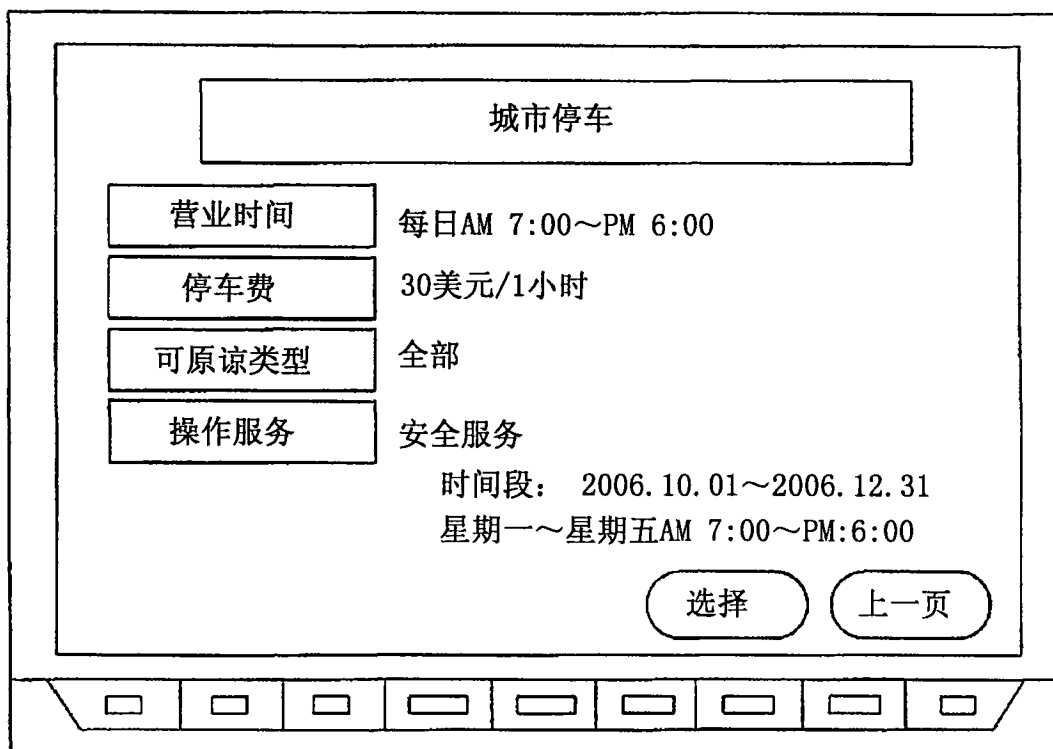 城市停车
营业时间 每日AM 7:00～PM 6:00
停车费 30美元/1小时
可原谅类型 全部
操作服务 安全服务
时间段： 2006.10.01～2006.12.31
星期一～星期五AM 7:00～PM:6:00
选择 上一页